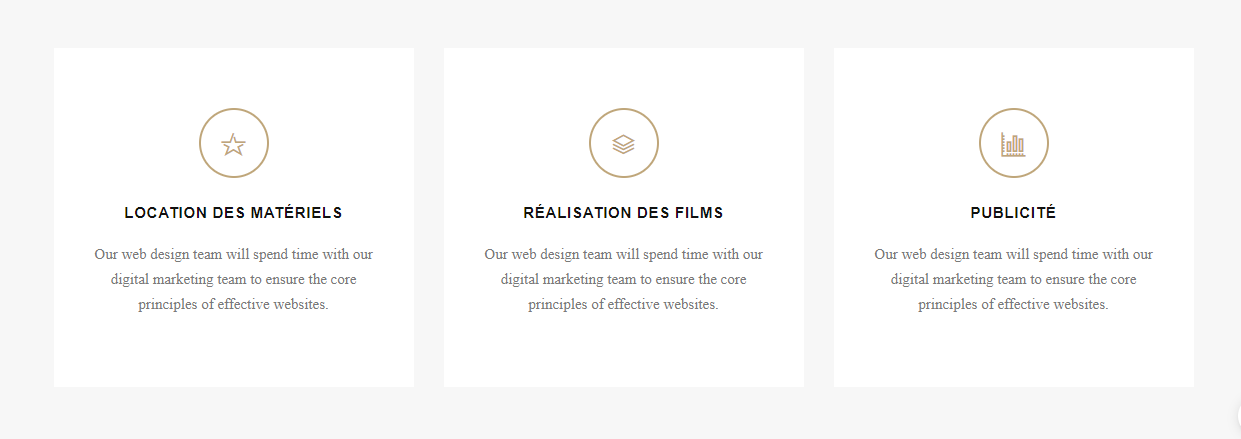 LOCATION DES MATÉRIELS
Our web design team will spend time with our
digital marketing team to ensure the core
principles of effective websites.
RÉALISATION DES FILMS
Our web design team will spend time with our
digital marketing team to ensure the core
principles of effective websites.
PUBLICITÉ
Our web design team will spend time with our
digital marketing team to ensure the core
principles of effective websites.